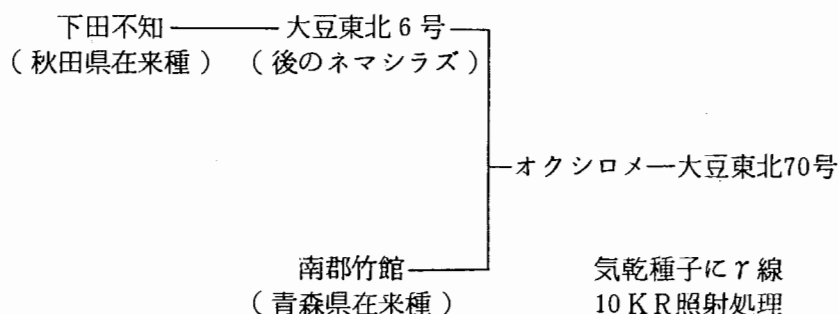 下田不知 大豆東北6号
(秋田県在来種) (後のネマシラズ)
オクシロメ 大豆東北70号
南郡竹館 気乾種子にγ線
(青森県在来種) 10KR照射処理